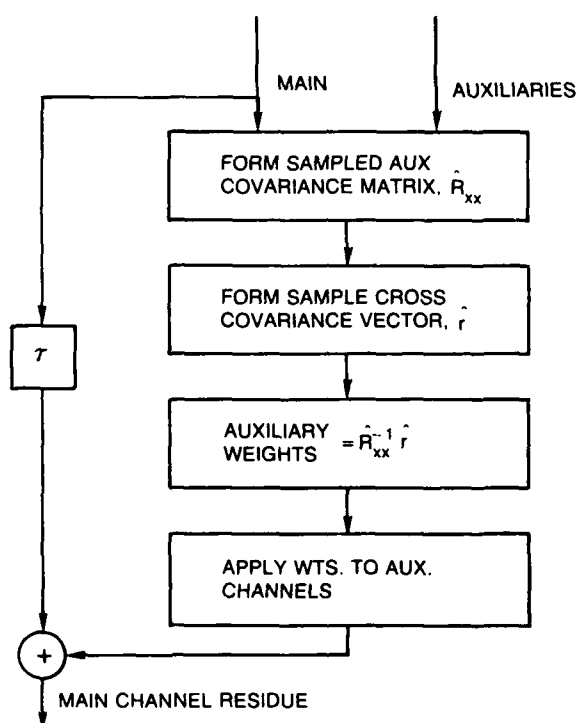 MAIN
AUXILIARIES
FORM SAMPLED AUX
COVARIANCE MATRIX, R̂xx
FORM SAMPLE CROSS
COVARIANCE VECTOR, r̂
τ
AUXILIARY
WEIGHTS = R̂xx⁻¹ r̂
APPLY WTS. TO AUX.
CHANNELS
+
MAIN CHANNEL RESIDUE